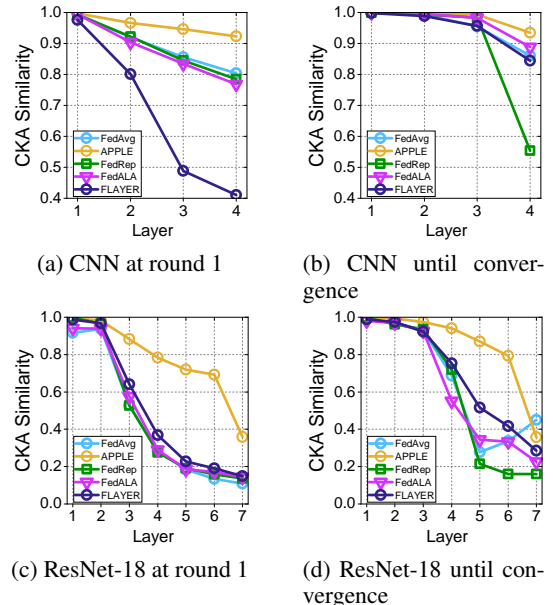 1.0
0.9
0.8
0.7
0.6
0.5
0.4
CKA Similarity
FedAvg
APPLE
FedRep
FedALA
FLAYER
1 2 3 4
Layer
(a) CNN at round 1
1.0
0.9
0.8
0.7
0.6
0.5
0.4
CKA Similarity
FedAvg
APPLE
FedRep
FedALA
FLAYER
1 2 3 4
Layer
(b) CNN until conver-
gence
1.0
0.8
0.6
0.4
0.2
0.0
CKA Similarity
FedAvg
APPLE
FedRep
FedALA
FLAYER
1 2 3 4 5 6 7
Layer
(c) ResNet-18 at round 1
1.0
0.8
0.6
0.4
0.2
0.0
CKA Similarity
FedAvg
APPLE
FedRep
FedALA
FLAYER
1 2 3 4 5 6 7
Layer
(d) ResNet-18 until con-
vergence